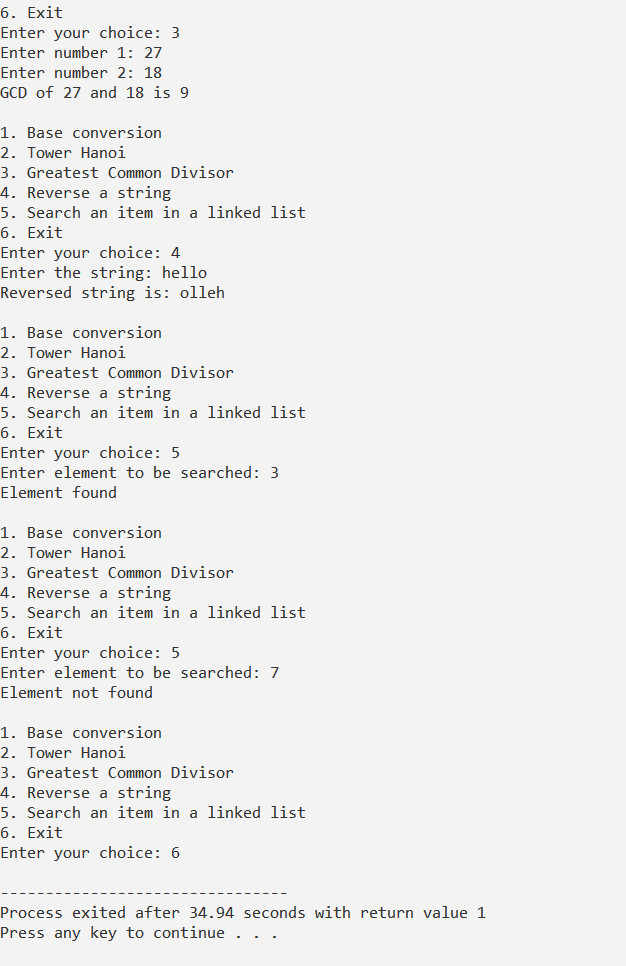 6. Exit
Enter your choice: 3
Enter number 1: 27
Enter number 2: 18
GCD of 27 and 18 is 9
1. Base conversion
2. Tower Hanoi
3. Greatest Common Divisor
4. Reverse a string
5. Search an item in a linked list
6. Exit
Enter your choice: 4
Enter the string: hello
Reversed string is: olleh
1. Base conversion
2. Tower Hanoi
3. Greatest Common Divisor
4. Reverse a string
5. Search an item in a linked list
6. Exit
Enter your choice: 5
Enter element to be searched: 3
Element found
1. Base conversion
2. Tower Hanoi
3. Greatest Common Divisor
4. Reverse a string
5. Search an item in a linked list
6. Exit
Enter your choice: 5
Enter element to be searched: 7
Element not found
1. Base conversion
2. Tower Hanoi
3. Greatest Common Divisor
4. Reverse a string
5. Search an item in a linked list
6. Exit
Enter your choice: 6
--------------------------------
Process exited after 34.94 seconds with return value 1
Press any key to continue . . .